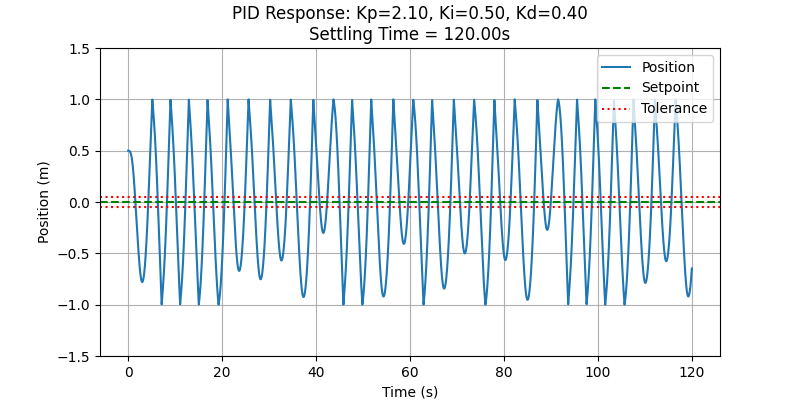 PID Response: Kp=2.10, Ki=0.50, Kd=0.40
Settling Time = 120.00s
Position (m)
1.5
1.0
0.5
0.0
−0.5
−1.0
−1.5
Position
Setpoint
Tolerance
0 20 40 60 80 100 120
Time (s)